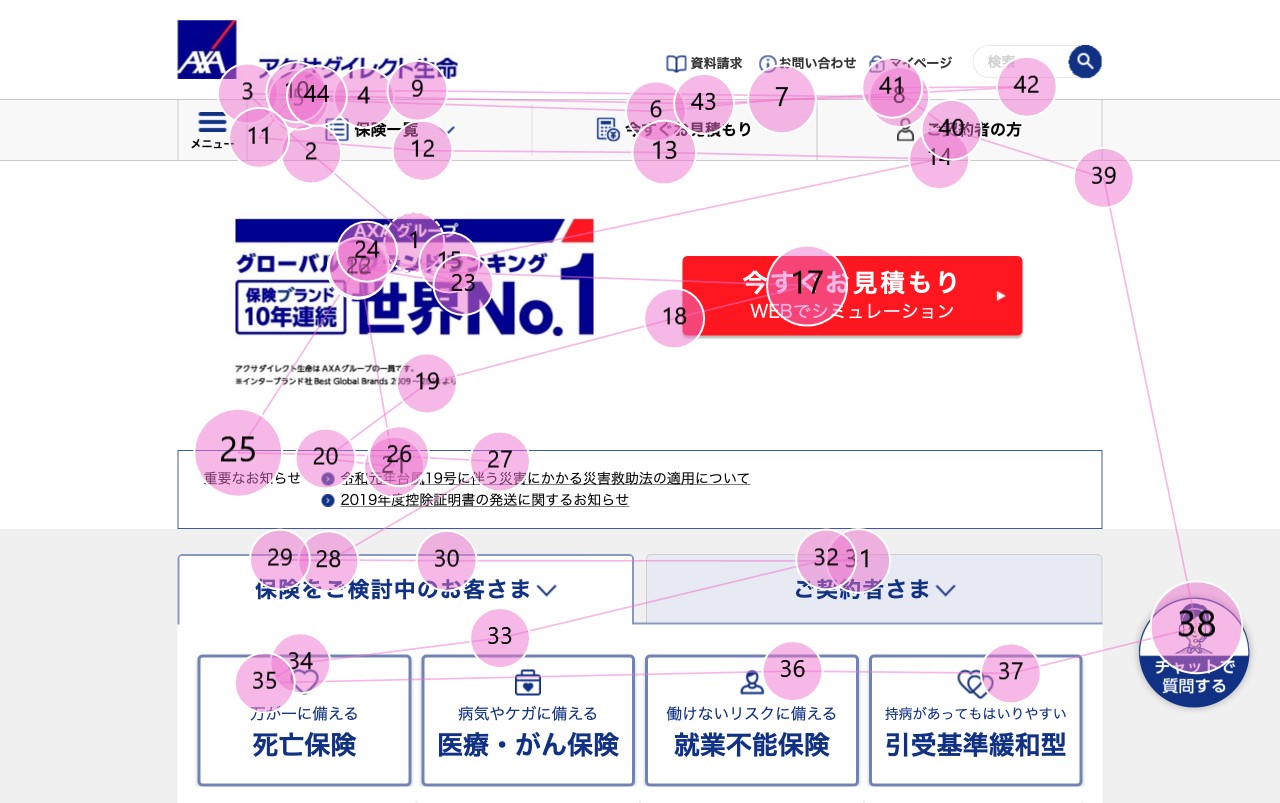 AXA
アクサダイレクト生命
資料請求
お問い合わせ
マイページ
検索
メニュー
保険一覧
今すぐお見積もり
ご契約者の方
AXAグループ
グローバルブランドランキング
保険ブランド
10年連続
世界No.1
アクサダイレクト生命はAXAグループの一員です。
※インターブランド社Best Global Brands 2009～
より
今すぐお見積もり
WEBでシミュレーション
重要なお知らせ
令和元年台風19号に伴う災害にかかる災害救助法の適用について
2019年度控除証明書の発送に関するお知らせ
保険をご検討中のお客さま
ご契約者さま
万が一に備える
死亡保険
病気やケガに備える
医療・がん保険
働けないリスクに備える
就業不能保険
持病があってもはいりやすい
引受基準緩和型
チャットで
質問する
1
2
3
4
6
7
8
9
10
11
12
13
14
15
17
18
19
20
21
22
23
24
25
26
27
28
29
30
31
32
33
34
35
36
37
38
39
40
41
42
43
44